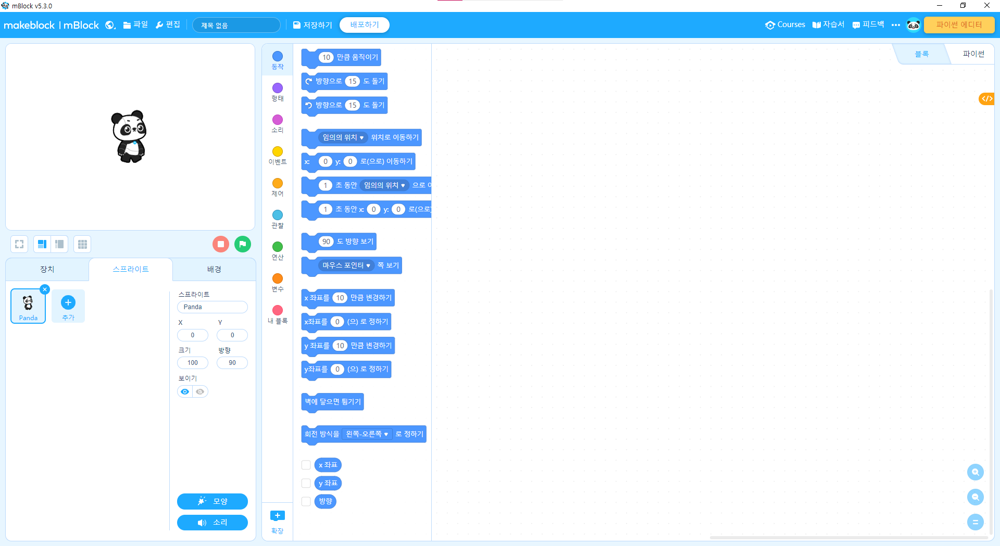 mBlock v5.3.0
makeblock | mBlock 파일 편집 제목 없음 저장하기 배포하기 Courses 자습서 피드백 파이썬 에디터
동작
형태
소리
이벤트
제어
관찰
연산
변수
내 블록
확장
10 만큼 움직이기
방향으로 15 도 돌기
방향으로 15 도 돌기
임의의 위치 위치로 이동하기
x: 0 y: 0 로(으로) 이동하기
1 초 동안 임의의 위치 으로
1 초 동안 x: 0 y: 0 로(으로)
90 도 방향 보기
마우스 포인터 쪽 보기
x 좌표를 10 만큼 변경하기
x좌표를 0 (으) 로 정하기
y 좌표를 10 만큼 변경하기
y좌표를 0 (으) 로 정하기
벽에 닿으면 튕기기
회전 방식을 왼쪽-오른쪽 로 정하기
x 좌표
y 좌표
방향
블록 파이썬
장치 스프라이트 배경
Panda
추가
스프라이트
Panda
X Y
0 0
크기 방향
100 90
보이기
모양
소리